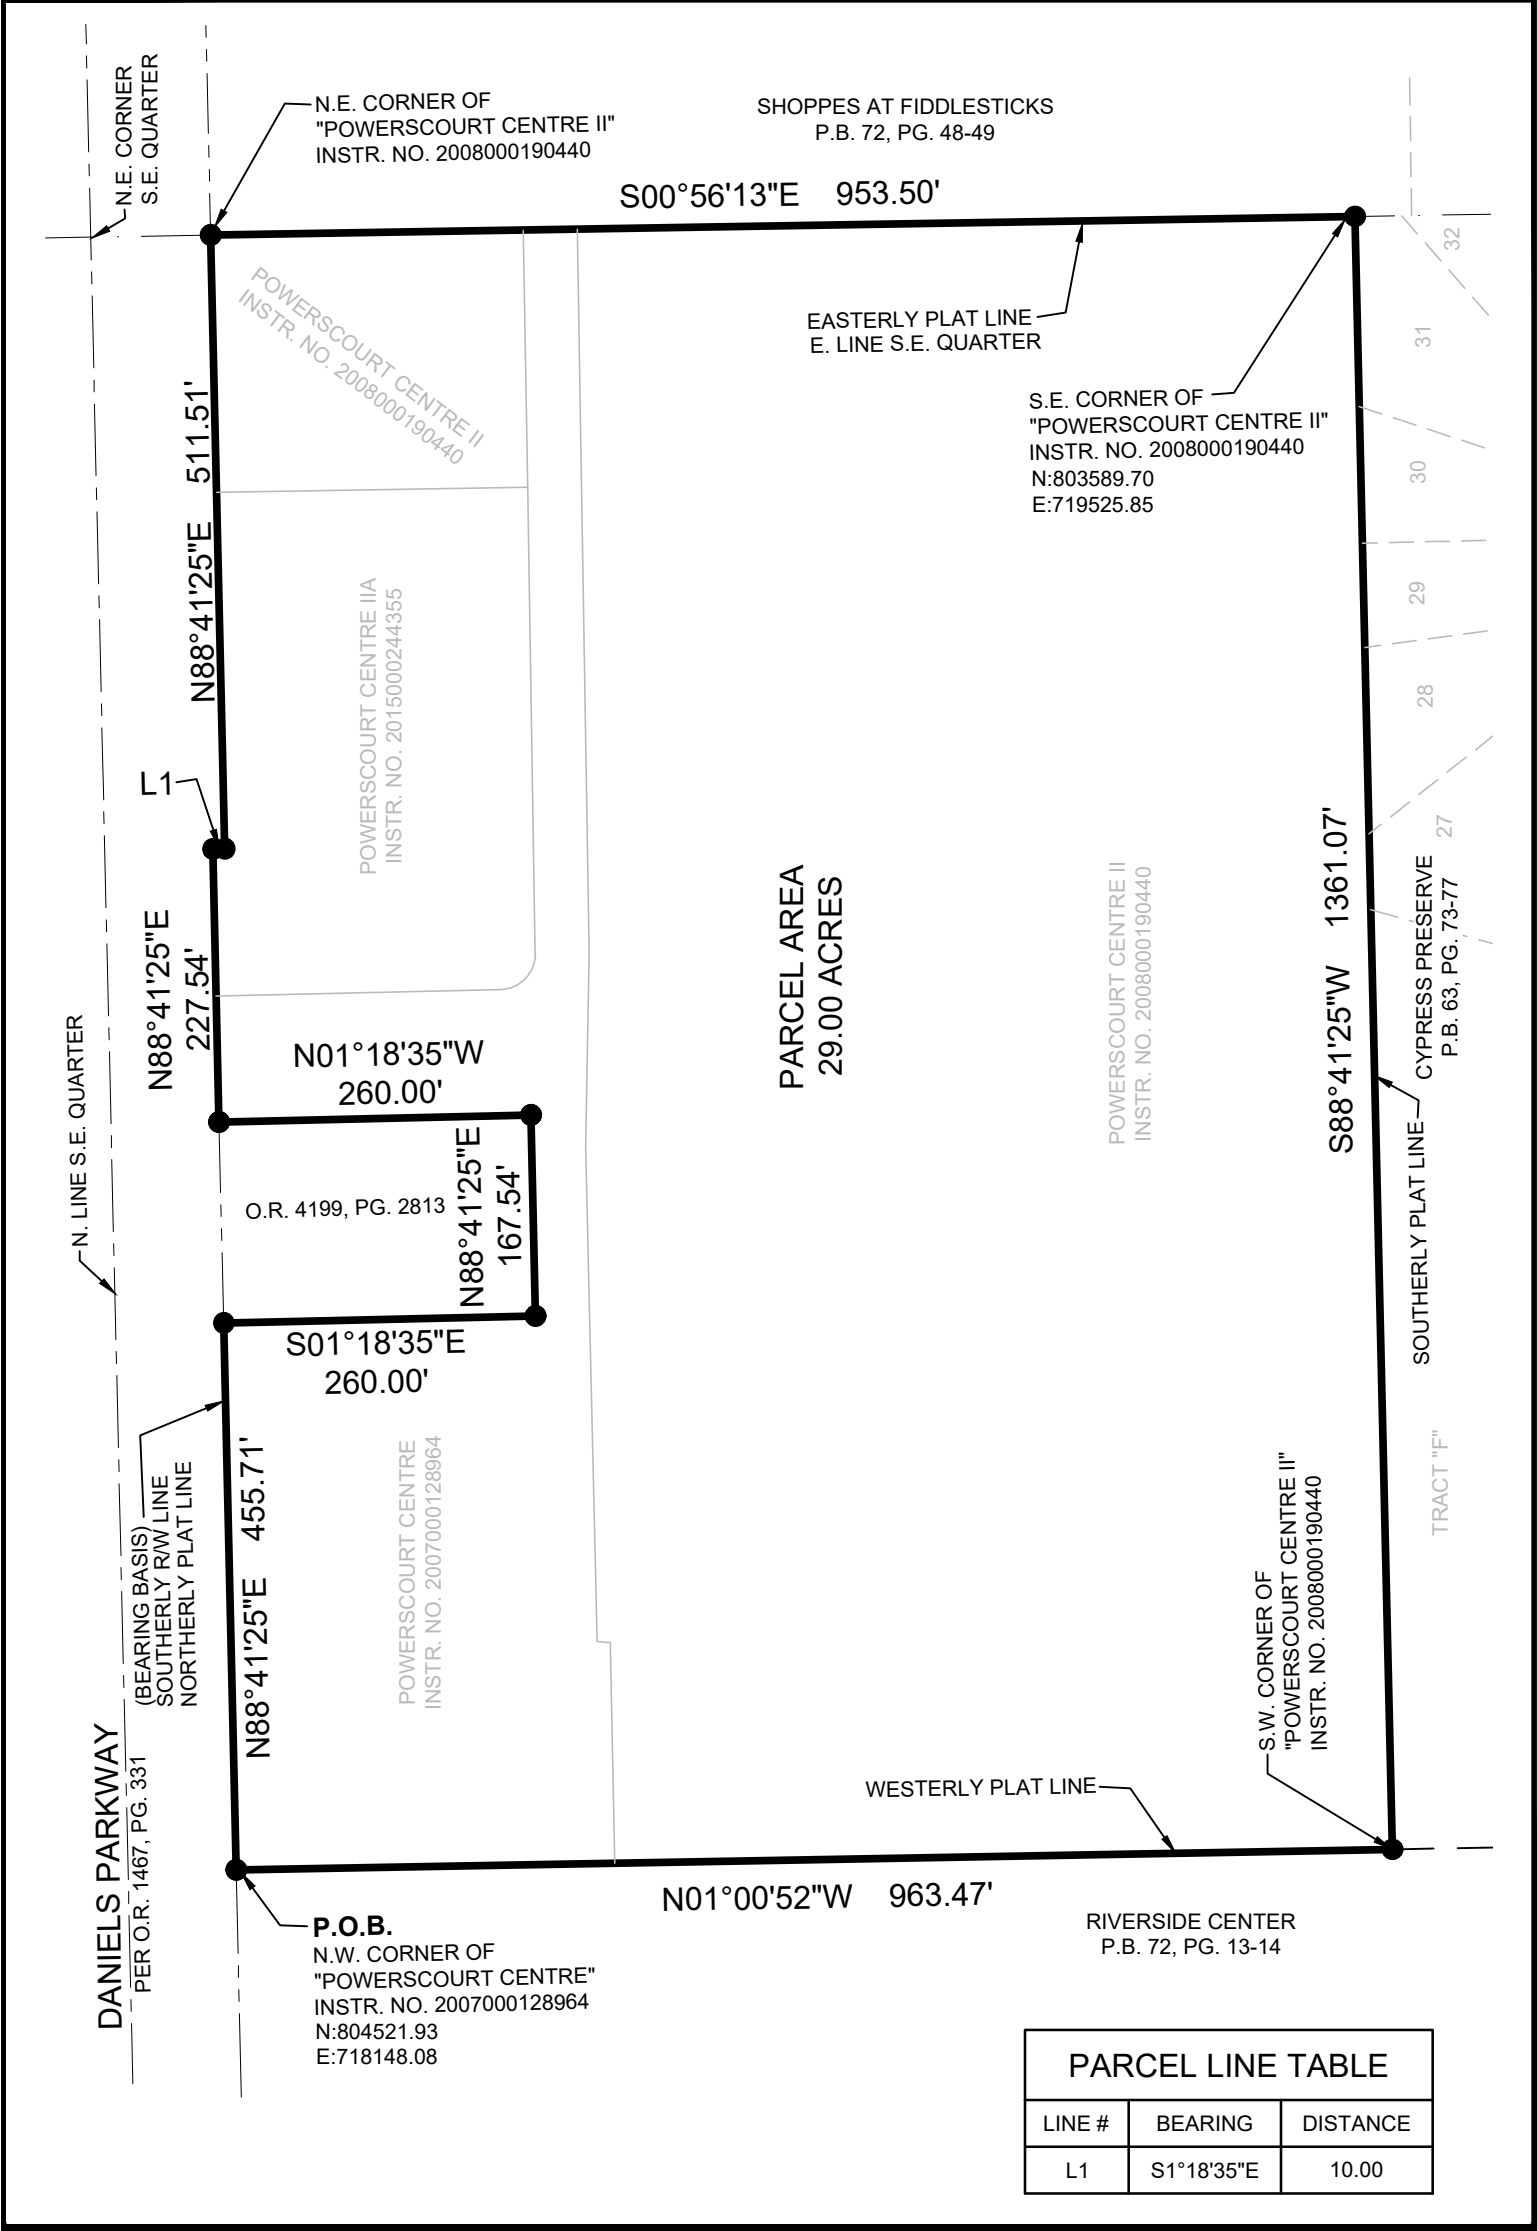 N.E. CORNER
S.E. QUARTER
N.E. CORNER OF
"POWERSCOURT CENTRE II"
INSTR. NO. 2008000190440
SHOPPES AT FIDDLESTICKS
P.B. 72, PG. 48-49
S00°56'13"E 953.50'
POWERSCOURT CENTRE II
INSTR. NO. 2008000190440
EASTERLY PLAT LINE
E. LINE S.E. QUARTER
S.E. CORNER OF
"POWERSCOURT CENTRE II"
INSTR. NO. 2008000190440
N:803589.70
E:719525.85
32
31
30
29
28
27
N88°41'25"E 511.51'
POWERSCOURT CENTRE IIA
INSTR. NO. 2015000244355
L1
N88°41'25"E
227.54'
N01°18'35"W
260.00'
PARCEL AREA
29.00 ACRES
POWERSCOURT CENTRE II
INSTR. NO. 2008000190440
S88°41'25"W 1361.07'
CYPRESS PRESERVE
P.B. 63, PG. 73-77
N. LINE S.E. QUARTER
O.R. 4199, PG. 2813
N88°41'25"E
167.54'
SOUTHERLY PLAT LINE
S01°18'35"E
260.00'
(BEARING BASIS)
SOUTHERLY R/W LINE
NORTHERLY PLAT LINE
N88°41'25"E 455.71'
POWERSCOURT CENTRE
INSTR. NO. 2007000128964
TRACT "F"
S.W. CORNER OF
"POWERSCOURT CENTRE II"
INSTR. NO. 2008000190440
DANIELS PARKWAY
PER O.R. 1467, PG. 331
WESTERLY PLAT LINE
N01°00'52"W 963.47'
P.O.B.
N.W. CORNER OF
"POWERSCOURT CENTRE"
INSTR. NO. 2007000128964
N:804521.93
E:718148.08
RIVERSIDE CENTER
P.B. 72, PG. 13-14
PARCEL LINE TABLE
LINE # BEARING DISTANCE
L1 S1°18'35"E 10.00